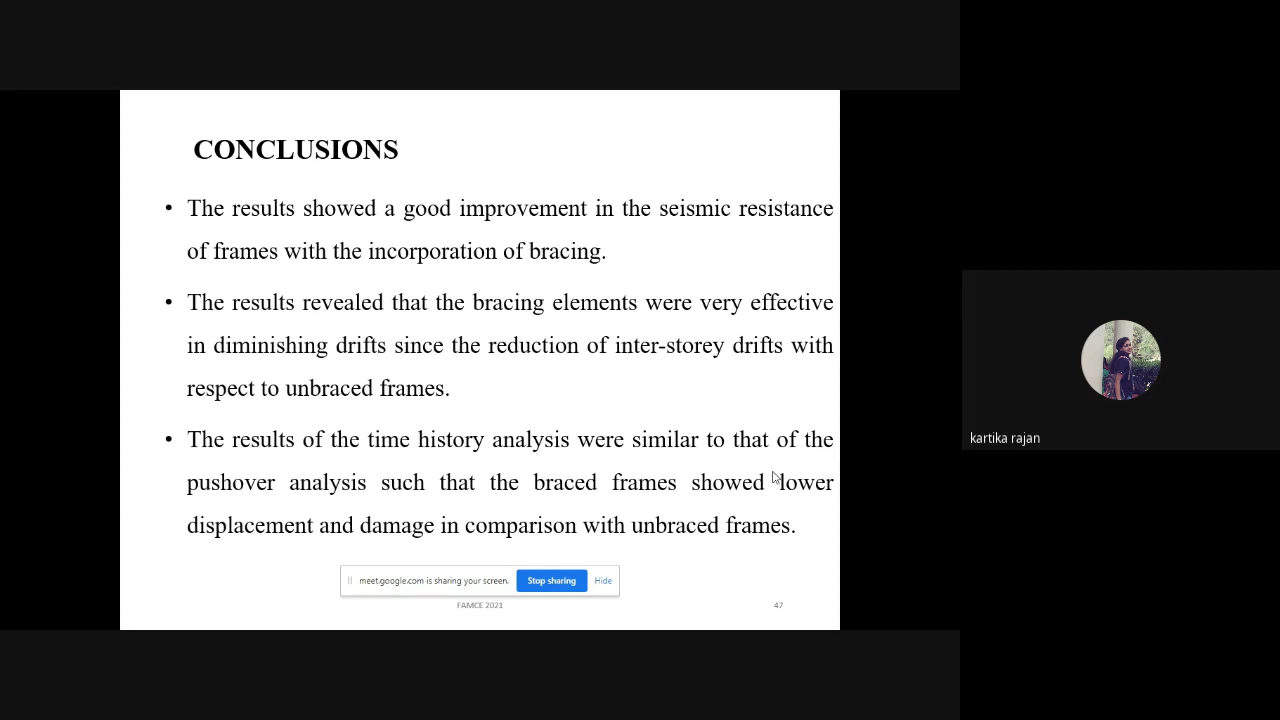 CONCLUSIONS
• The results showed a good improvement in the seismic resistance
of frames with the incorporation of bracing.
• The results revealed that the bracing elements were very effective
in diminishing drifts since the reduction of inter-storey drifts with
respect to unbraced frames.
• The results of the time history analysis were similar to that of the
pushover analysis such that the braced frames showed lower
displacement and damage in comparison with unbraced frames.
meet.google.com is sharing your screen. Stop sharing Hide
FAMCE 2021 47
kartika rajan